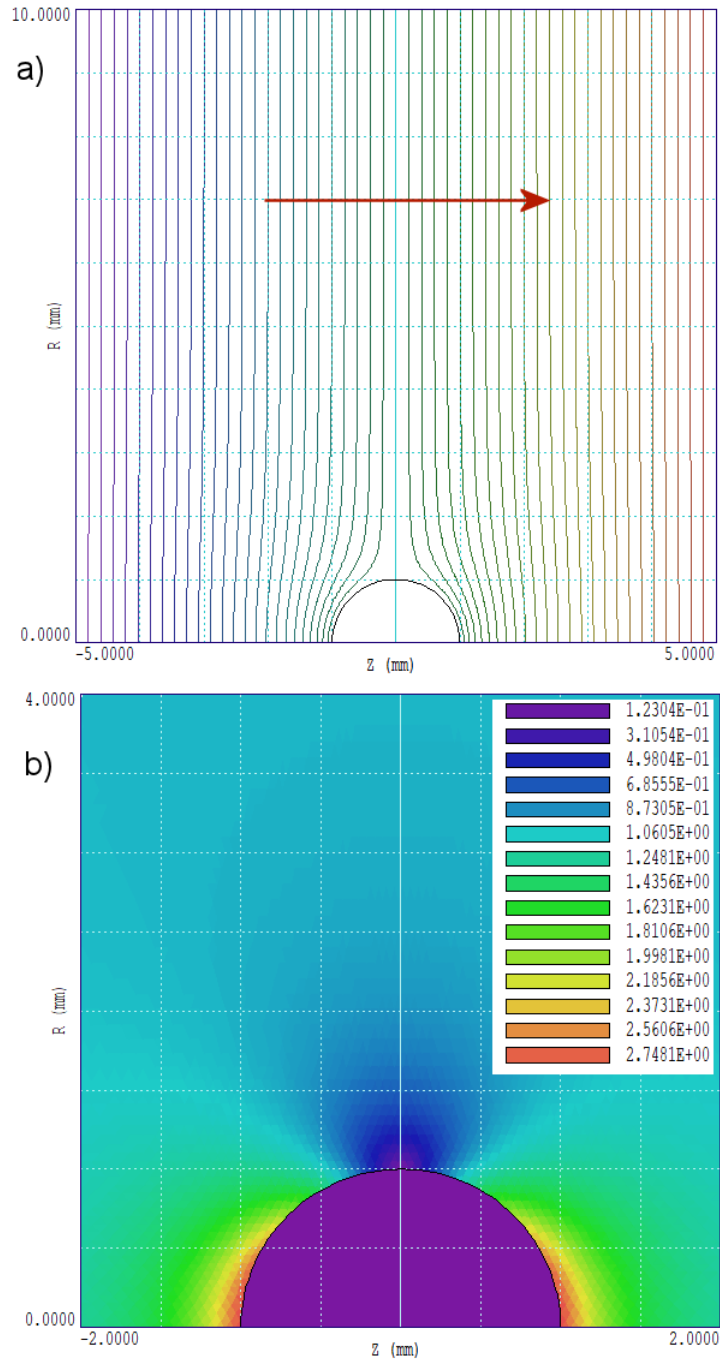 10.0000
a)
R (mm)
0.0000
-5.0000
Z (mm)
5.0000
4.0000
b)
1.2304E-01
3.1054E-01
4.9804E-01
6.8555E-01
8.7305E-01
1.0605E+00
1.2481E+00
1.4356E+00
1.6231E+00
1.8106E+00
1.9981E+00
2.1856E+00
2.3731E+00
2.5606E+00
2.7481E+00
R (mm)
0.0000
-2.0000
Z (mm)
2.0000